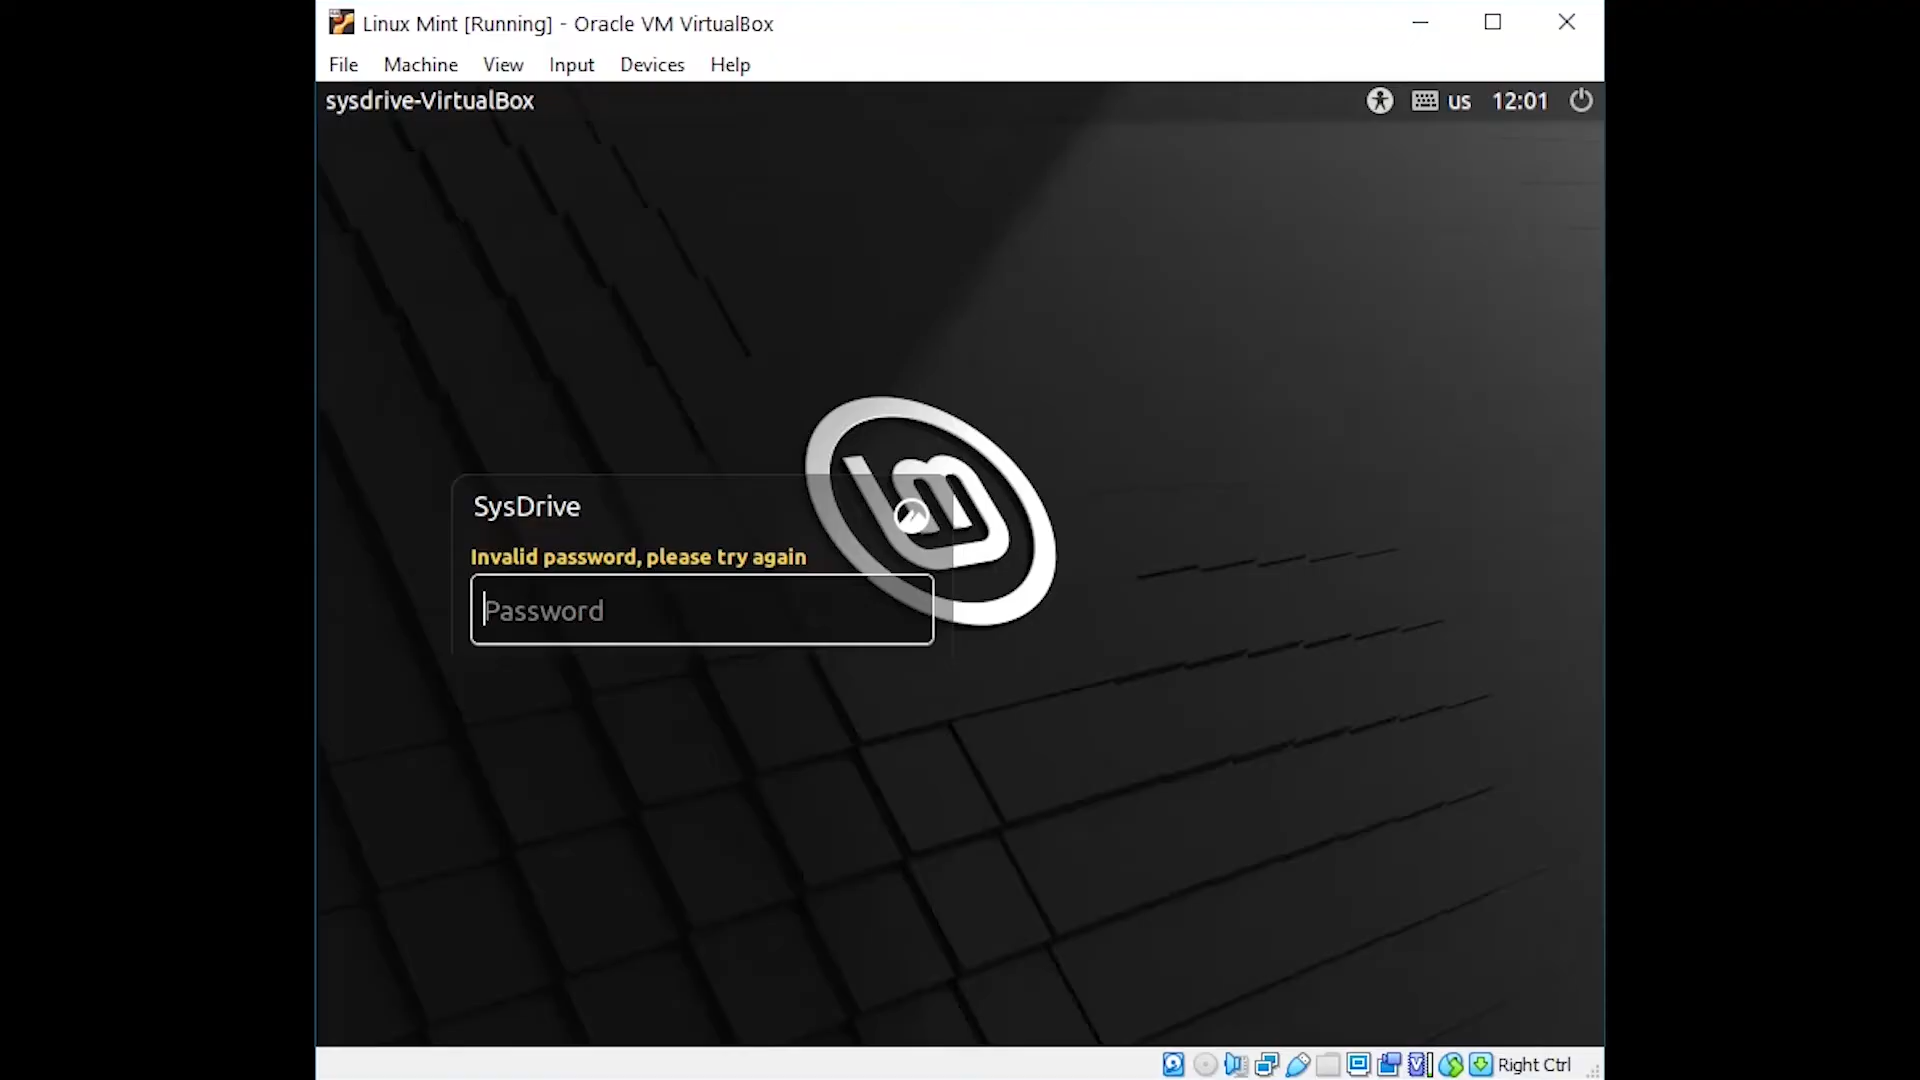 Linux Mint [Running] - Oracle VM VirtualBox
File Machine View Input Devices Help
sysdrive-VirtualBox us 12:01
SysDrive
Invalid password, please try again
Password
Right Ctrl